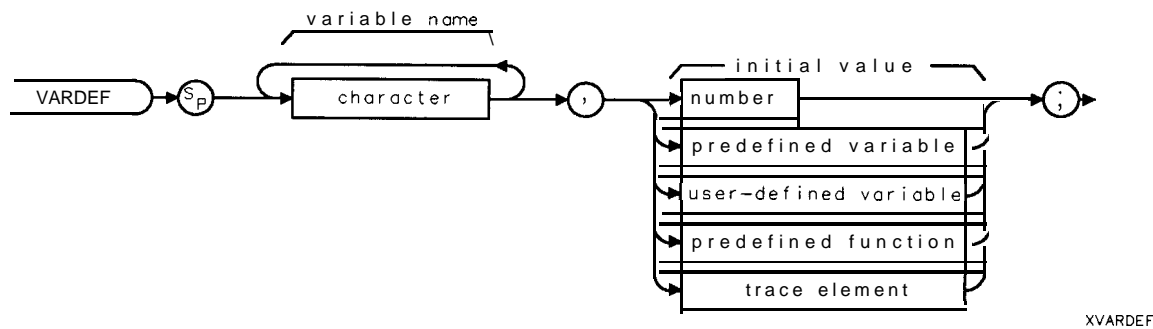 variable name
initial value
VARDEF
SP
character
,
number
;
predefined variable
user-defined variable
predefined function
trace element
XVARDEF